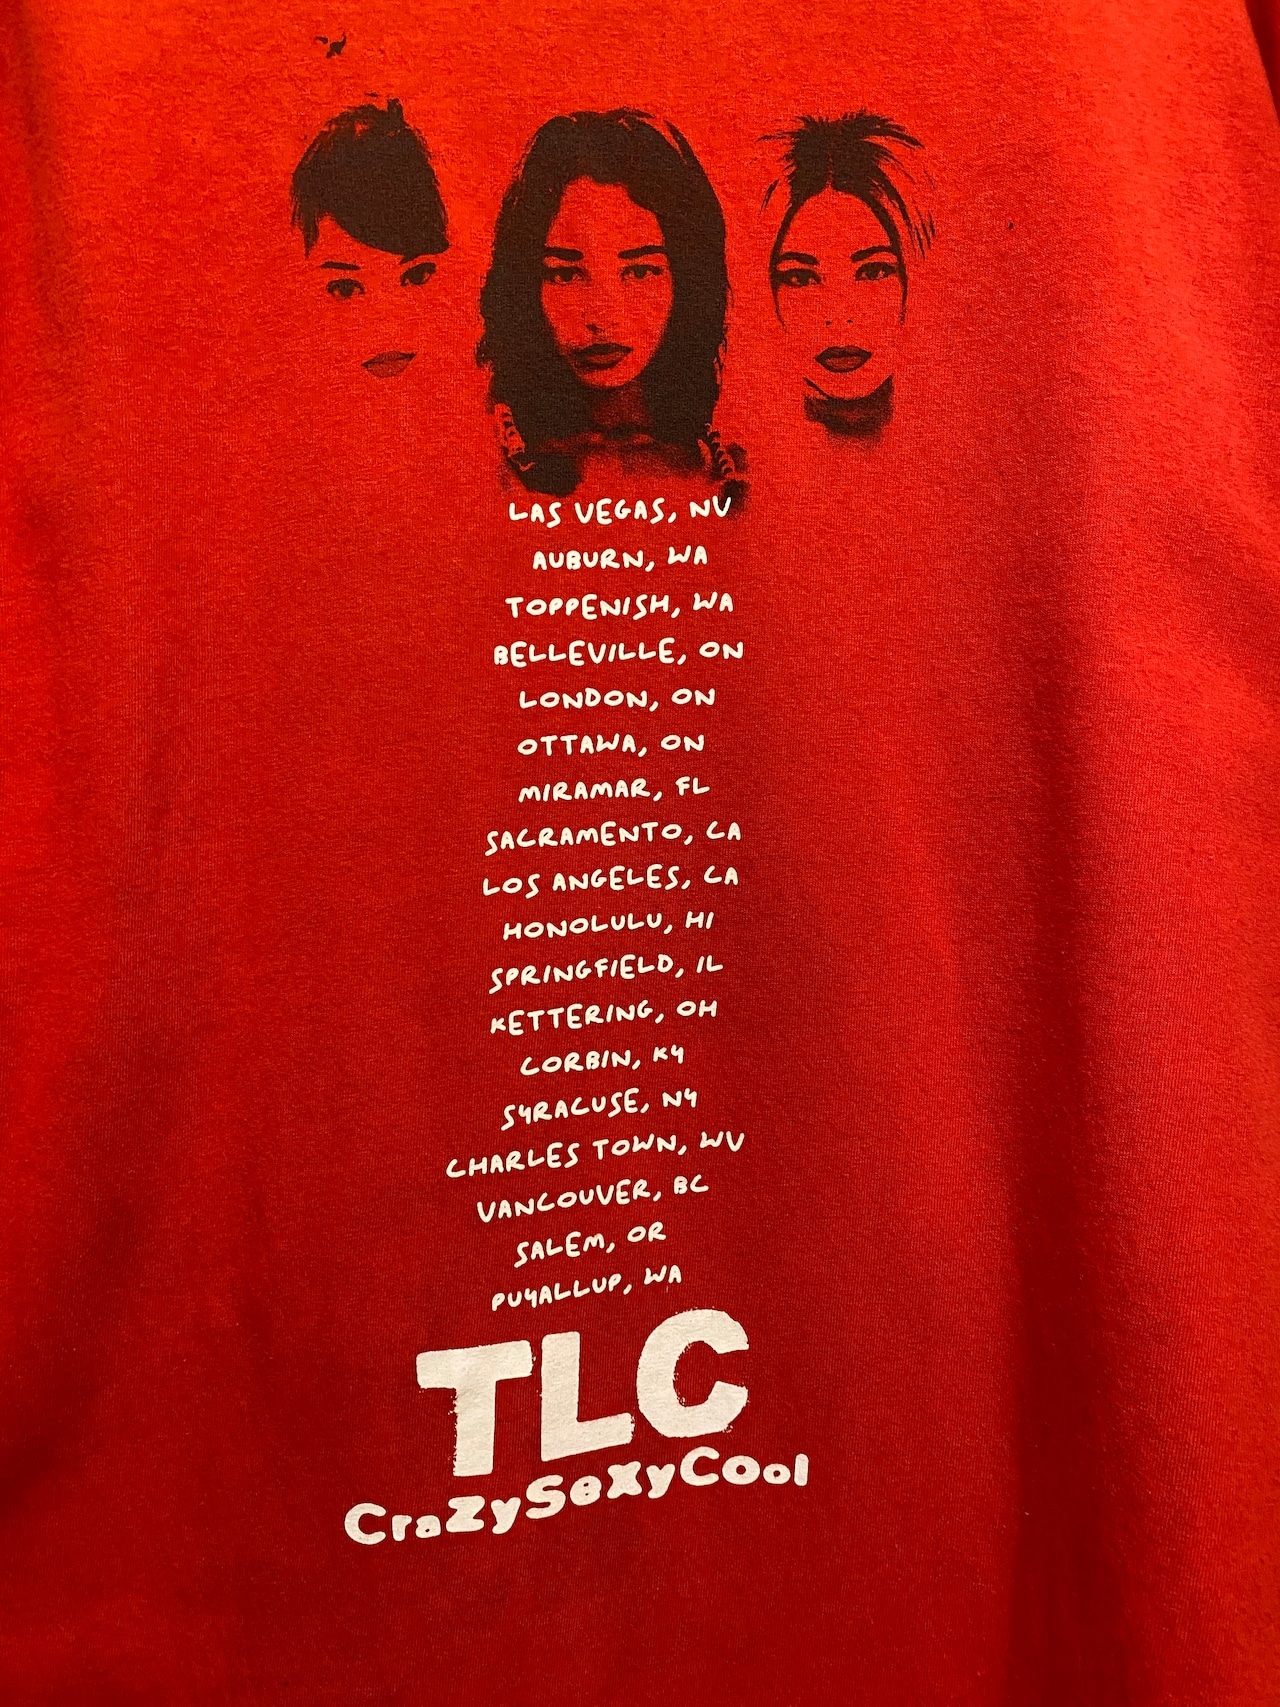 LAS VEGAS, NV
AUBURN, WA
TOPPENISH, WA
BELLEVILLE, ON
LONDON, ON
OTTAWA, ON
MIRAMAR, FL
SACRAMENTO, CA
LOS ANGELES, CA
HONOLULU, HI
SPRINGFIELD, IL
KETTERING, OH
CORBIN, KY
SYRACUSE, NY
CHARLES TOWN, WV
VANCOUVER, BC
SALEM, OR
PUYALLUP, WA
TLC
CraZySeXyCool